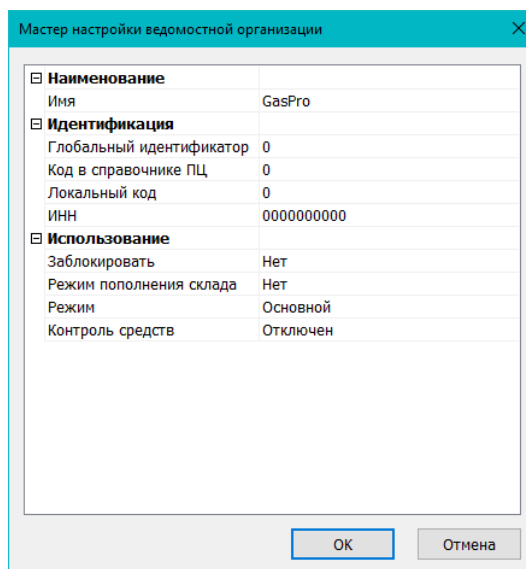 Мастер настройки ведомостной организации
Наименование
Имя GasPro
Идентификация
Глобальный идентификатор 0
Код в справочнике ПЦ 0
Локальный код 0
ИНН 0000000000
Использование
Заблокировать Нет
Режим пополнения склада Нет
Режим Основной
Контроль средств Отключен
ОК Отмена